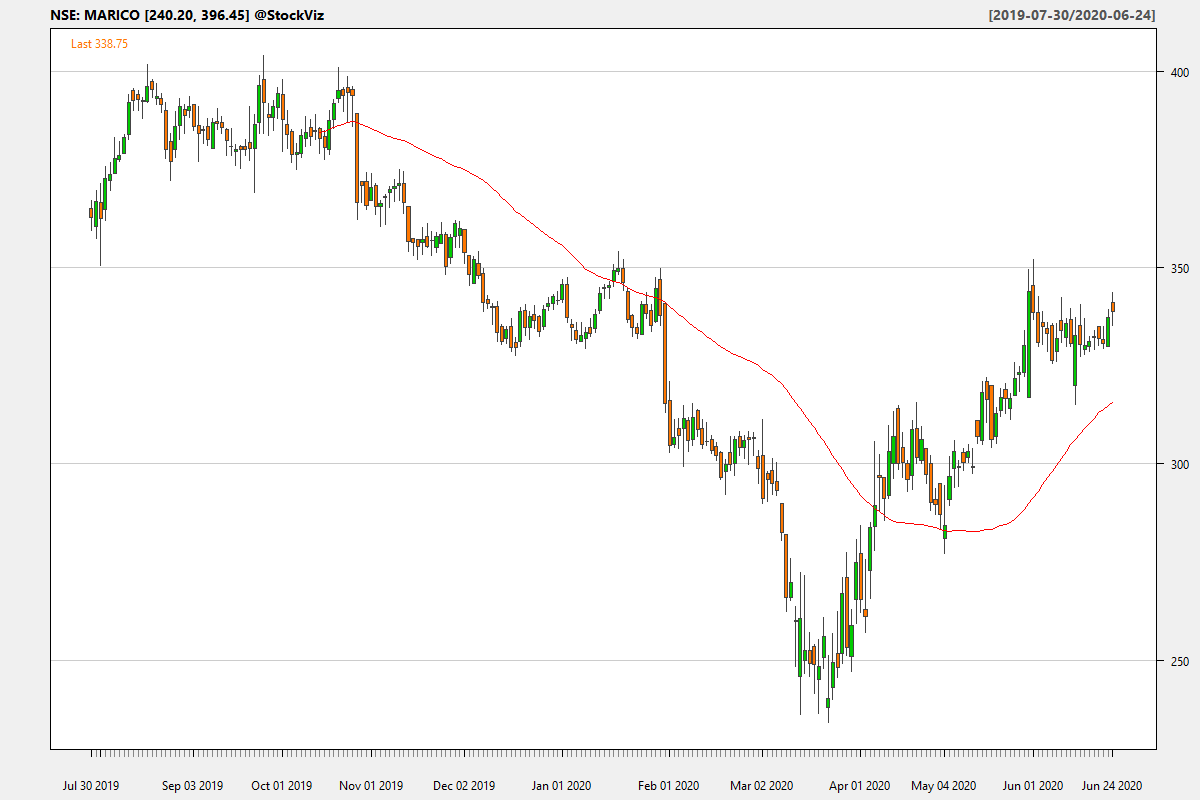 NSE: MARICO [240.20, 396.45] @StockViz [2019-07-30/2020-06-24]
Last 338.75
400
350
300
250
Jul 30 2019 Sep 03 2019 Oct 01 2019 Nov 01 2019 Dec 02 2019 Jan 01 2020 Feb 01 2020 Mar 02 2020 Apr 01 2020 May 04 2020 Jun 01 2020 Jun 24 2020